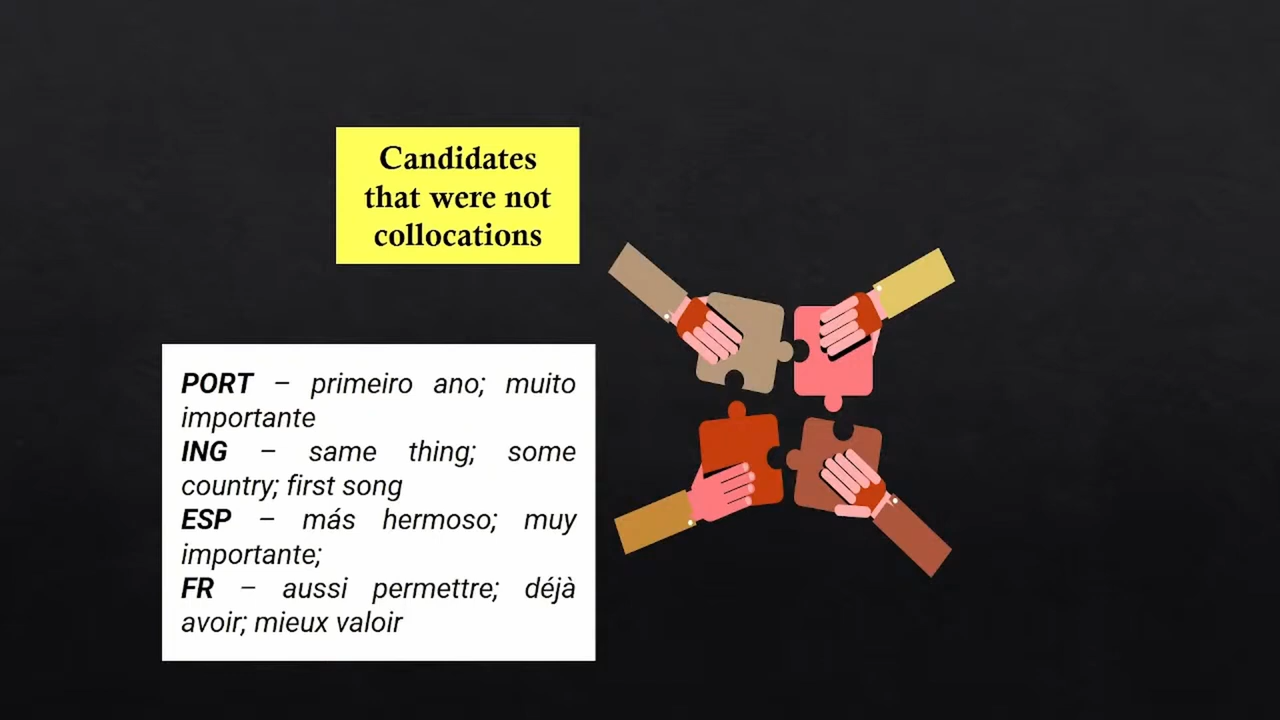 Candidates
that were not
collocations
PORT – primeiro ano; muito
importante
ING – same thing; some
country; first song
ESP – más hermoso; muy
importante;
FR – aussi permettre; déjà
avoir; mieux valoir